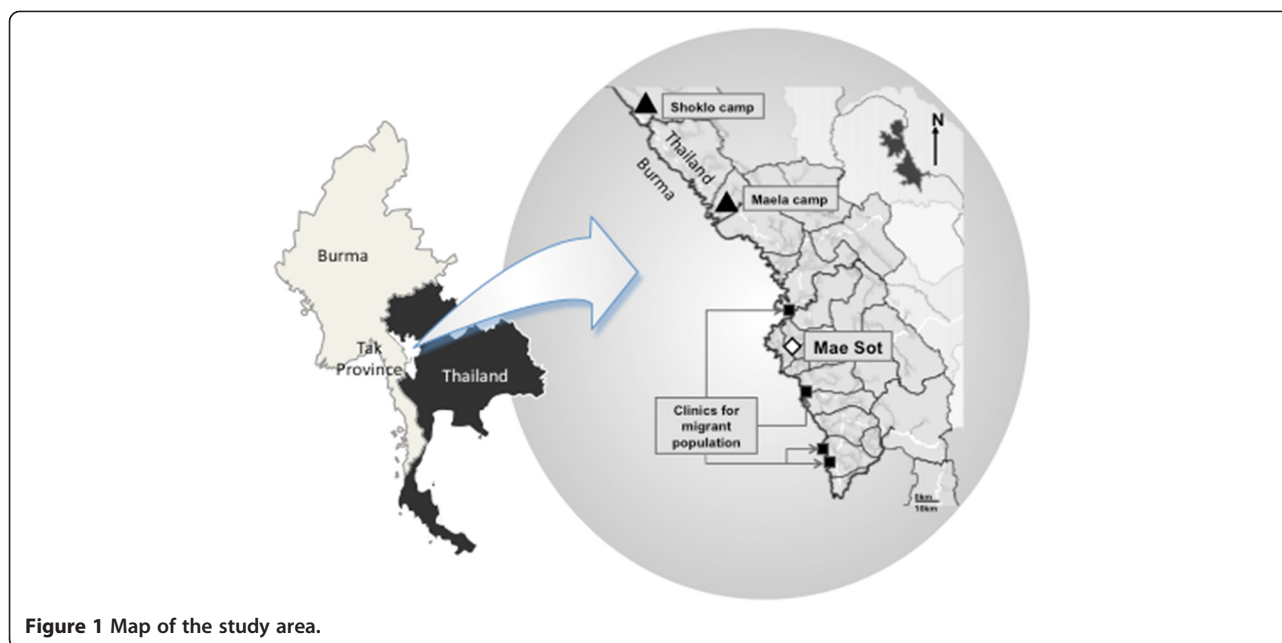 Burma
Tak
Province
Thailand
Shoklo camp
Thailand
Burma
N
Maela camp
Mae Sot
Clinics for
migrant
population
0km
10km
Figure 1 Map of the study area.